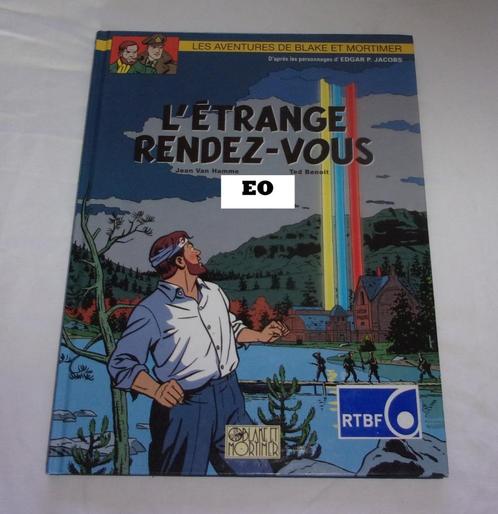 LES AVENTURES DE BLAKE ET MORTIMER
D'après les personnages d'EDGAR P. JACOBS
L'ÉTRANGE
RENDEZ-VOUS
Jean Van Hamme Ted Benoit
EO
RTBF
BLAKE ET
MORTIMER